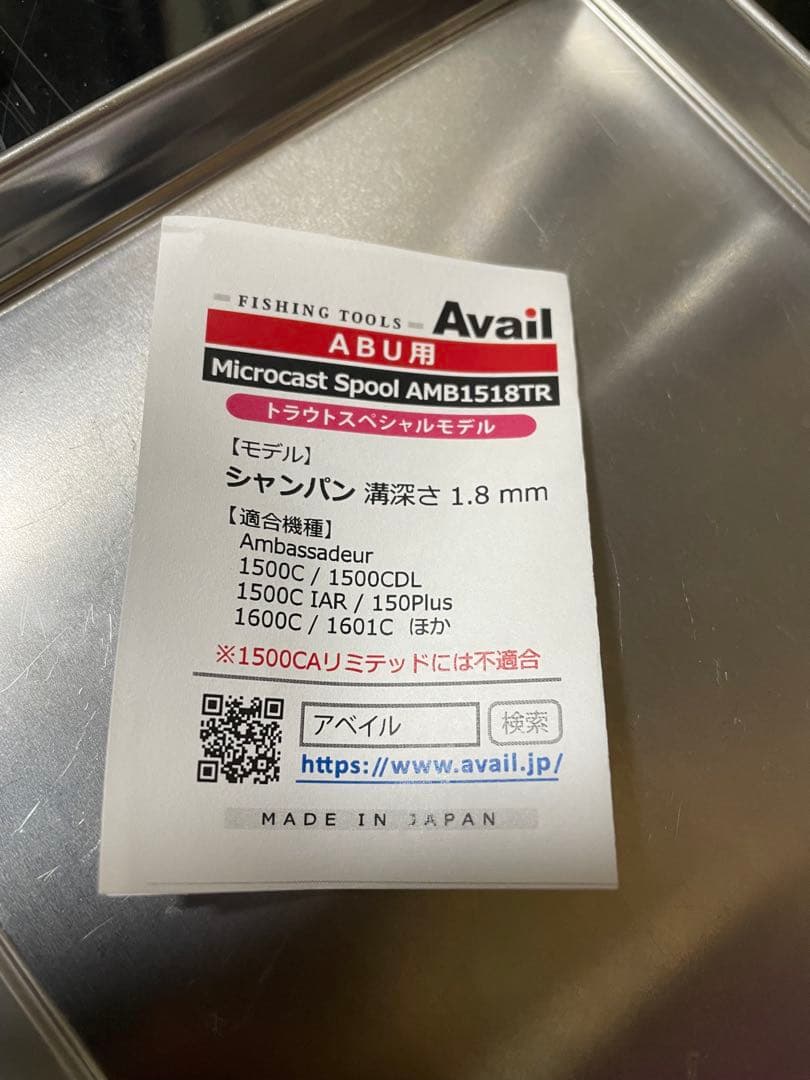 FISHING TOOLS Avail
ABU用
Microcast Spool AMB1518TR
トラウトスペシャルモデル
【モデル】
シャンパン 溝深さ 1.8 mm
【適合機種】
Ambassadeur
1500C / 1500CDL
1500C IAR / 150Plus
1600C / 1601C ほか
※1500CAリミテッドには不適合
アベイル 検索
https://www.avail.jp/
MADE IN JAPAN